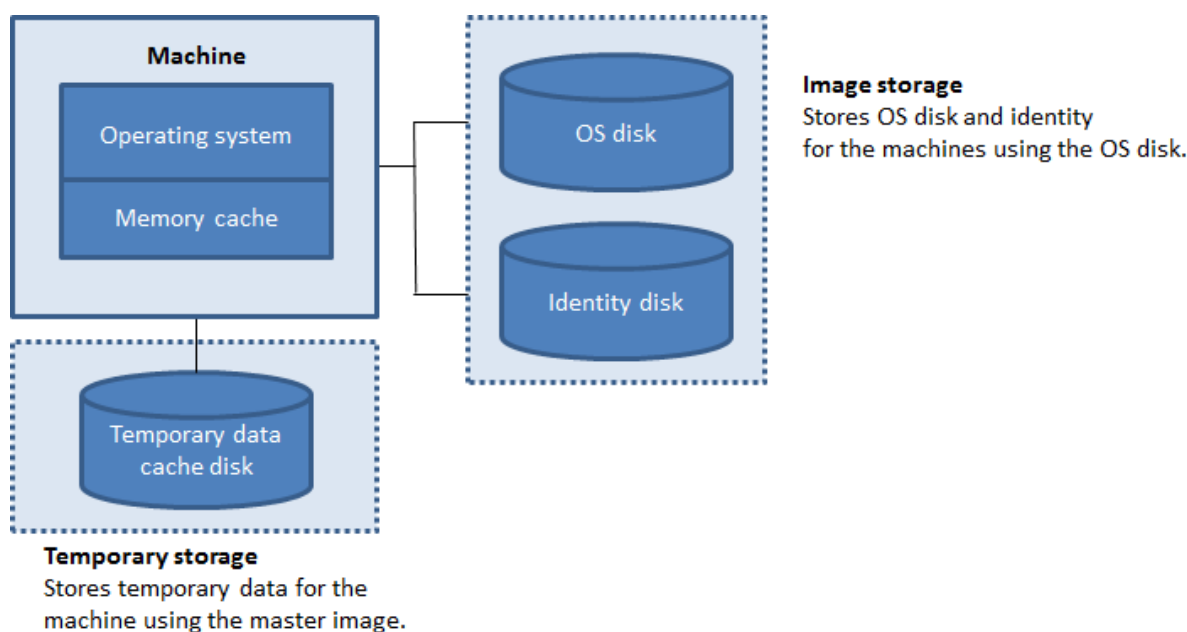 Machine
Operating system
Memory cache
OS disk
Identity disk
Image storage
Stores OS disk and identity
for the machines using the OS disk.
Temporary data
cache disk
Temporary storage
Stores temporary data for the
machine using the master image.